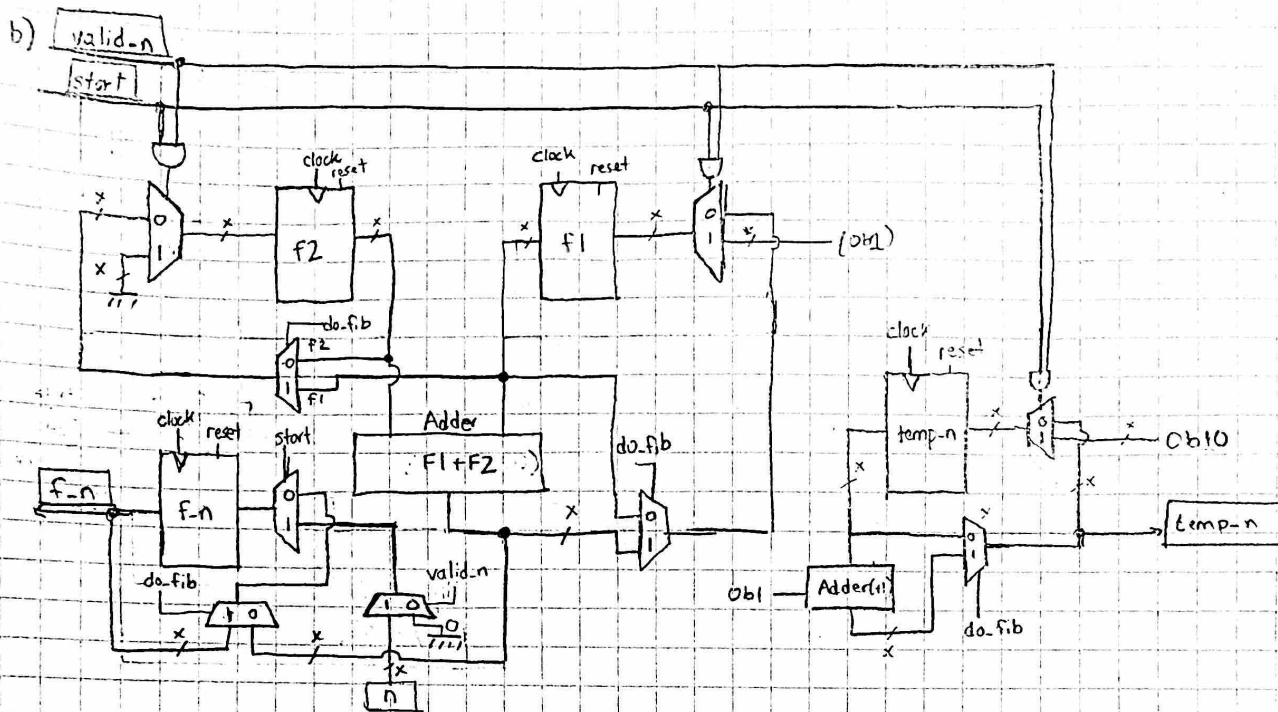 b)
valid_n
start
clock
reset
f2
x
0
1
x
x
x
clock
reset
f1
x
x
0
1
x
(0b1)
do_fib
0
1
f2
f1
clock
reset
temp_n
x
0
1
x
0b10
x
x
temp_n
x
0
1
do_fib
0b1
Adder(+1)
x
Adder
F1+F2
do_fib
0
1
x
clock
reset
start
f_n
f-n
0
1
do_fib
1 0
x
x
valid_n
1 0
0
x
n